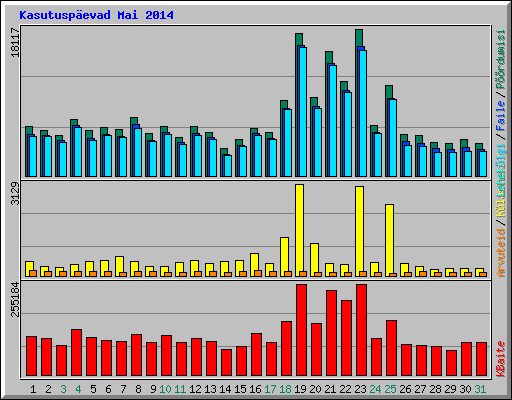 Kasutuspäevad Mai 2014
18117
3129
255184
Arvuteid / / Faile / Pöördumisi
KBaite
1 2 3 4 5 6 7 8 9 10 11 12 13 14 15 16 17 18 19 20 21 22 23 24 25 26 27 28 29 30 31